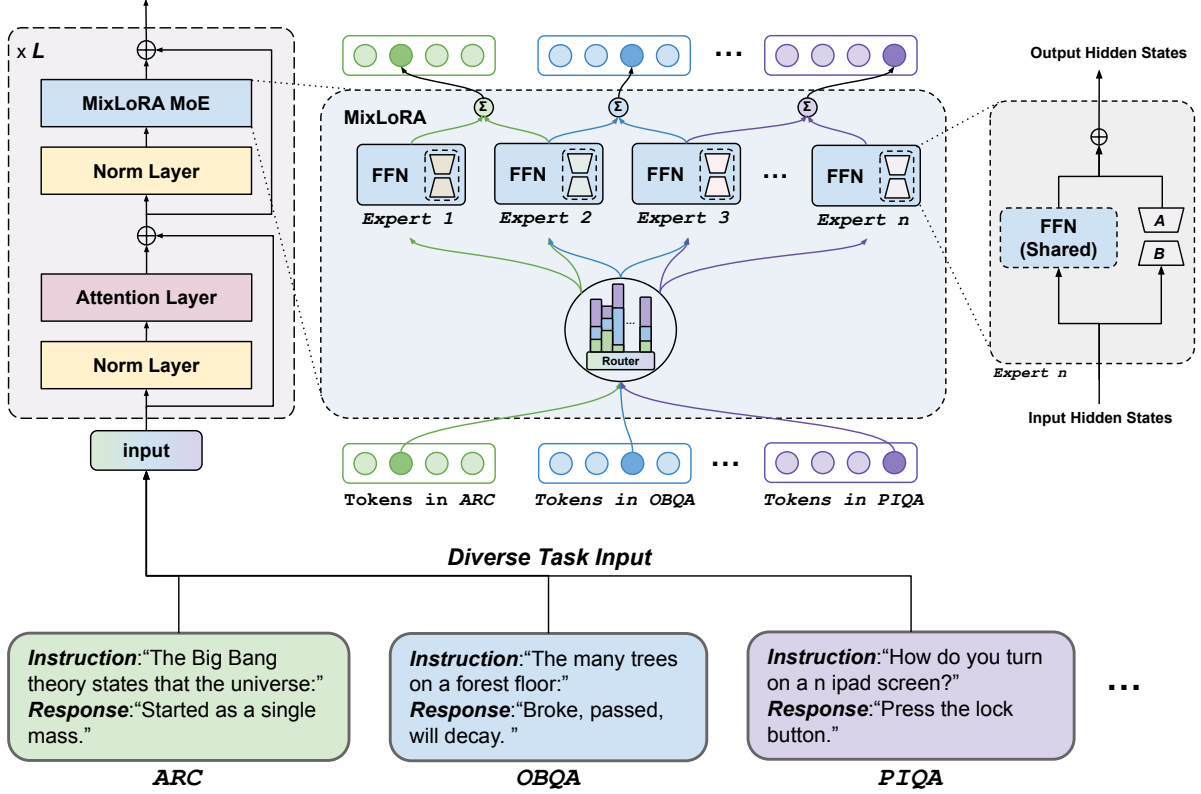 x L
MixLoRA MoE
Norm Layer
Attention Layer
Norm Layer
input
...
MixLoRA
Σ
Σ
Σ
FFN
FFN
FFN
...
FFN
Expert 1
Expert 2
Expert 3
Expert n
...
Router
...
Tokens in ARC
Tokens in OBQA
Tokens in PIQA
Output Hidden States
FFN
(Shared)
A
B
Expert n
Input Hidden States
Diverse Task Input
Instruction:“The Big Bang
theory states that the universe:”
Response:“Started as a single
mass.”
ARC
Instruction:“The many trees
on a forest floor:”
Response:“Broke, passed,
will decay. ”
OBQA
Instruction:“How do you turn
on a n ipad screen?”
Response:“Press the lock
button.”
PIQA
...